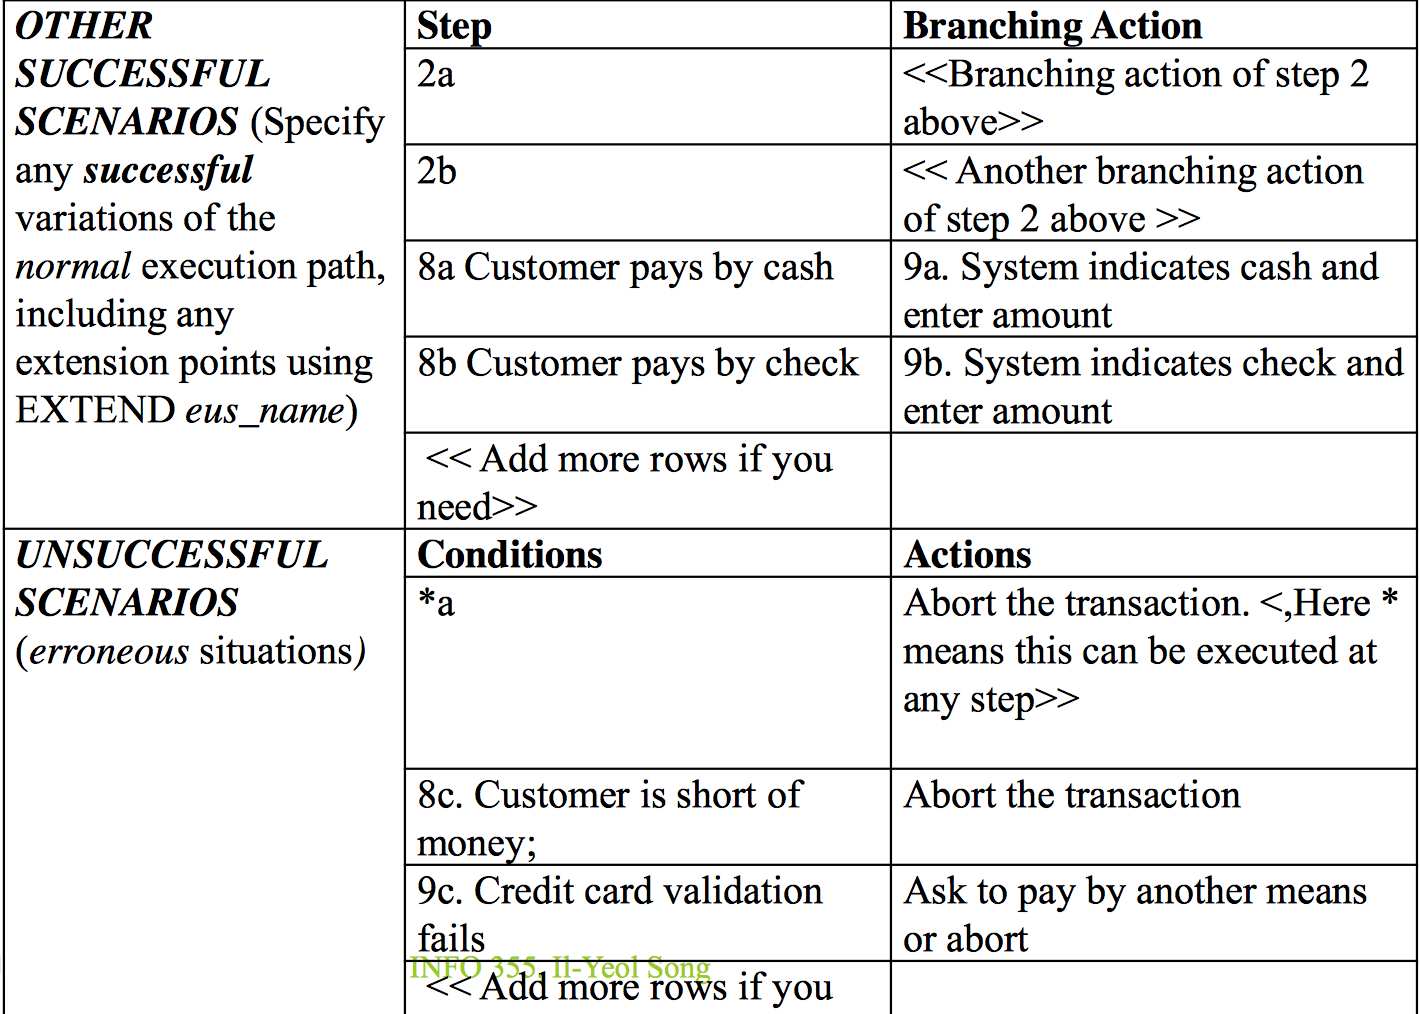 OTHER
SUCCESSFUL
SCENARIOS (Specify
any successful
variations of the
normal execution path,
including any
extension points using
EXTEND eus_name)
Step
Branching Action
2a
<<Branching action of step 2
above>>
2b
<< Another branching action
of step 2 above >>
8a Customer pays by cash
9a. System indicates cash and
enter amount
8b Customer pays by check
9b. System indicates check and
enter amount
<< Add more rows if you
need>>
UNSUCCESSFUL
SCENARIOS
(erroneous situations)
Conditions
Actions
*a
Abort the transaction. <,Here *
means this can be executed at
any step>>
8c. Customer is short of
money;
Abort the transaction
9c. Credit card validation
fails
Ask to pay by another means
or abort
INFO 355, Il-Yeol Song
<< Add more rows if you